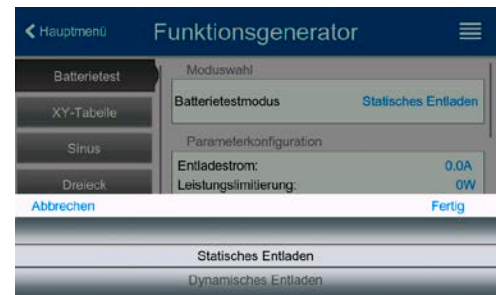 Hauptmenü
Funktionsgenerator
Batterietest
XY-Tabelle
Sinus
Dreieck
Moduswahl
Batterietestmodus Statisches Entladen
Parameterkonfiguration
Entladestrom: 0.0A
Leistungslimitierung: 0W
Abbrechen Fertig
Statisches Entladen
Dynamisches Entladen